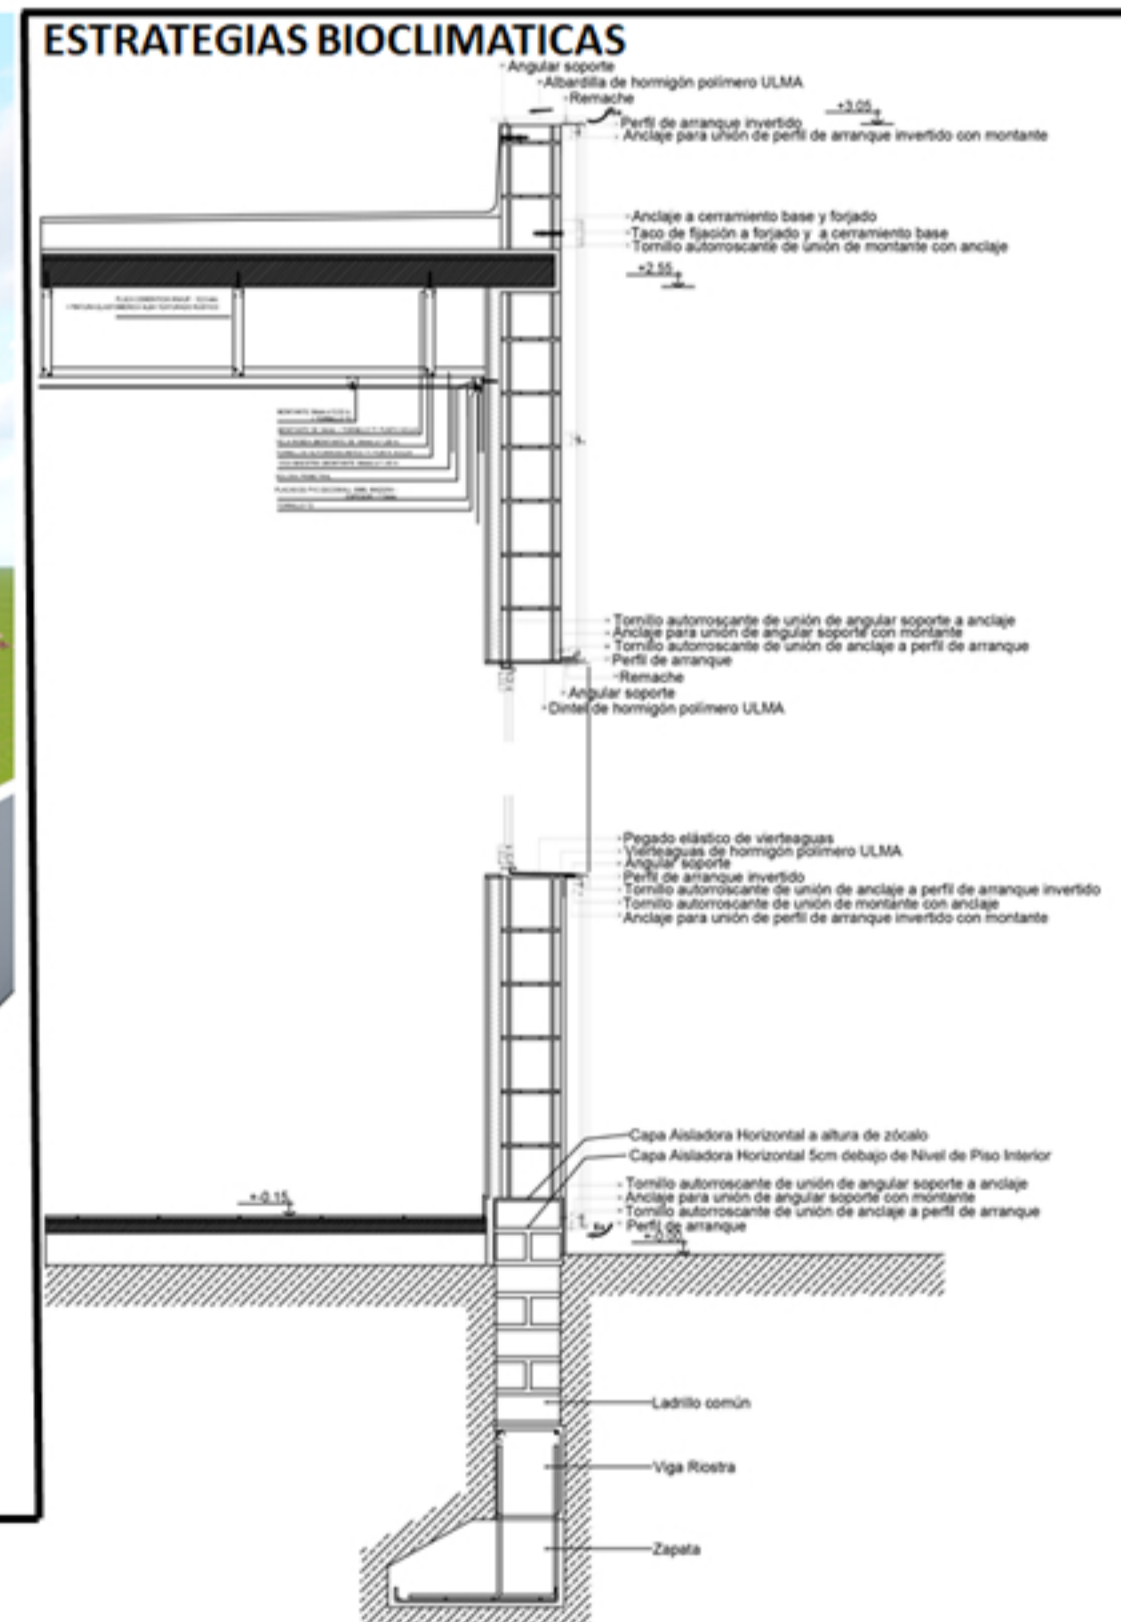 ESTRATEGIAS BIOCLIMATICAS
Angular soporte
Albardilla de hormigón polímero ULMA
Remache
+3.05
Perfil de arranque invertido
Anclaje para unión de perfil de arranque invertido con montante
Anclaje a cerramiento base y forjado
Taco de fijación a forjado y a cerramiento base
Tornillo autorroscante de unión de montante con anclaje
+2.55
Tornillo autorroscante de unión de angular soporte a anclaje
Anclaje para unión de angular soporte con montante
Tornillo autorroscante de unión de anclaje a perfil de arranque
Perfil de arranque
Remache
Angular soporte
Dintel de hormigón polímero ULMA
Pegado elástico de vierteaguas
Vierteaguas de hormigón polímero ULMA
Angular soporte
Perfil de arranque invertido
Tornillo autorroscante de unión de anclaje a perfil de arranque invertido
Tornillo autorroscante de unión de montante con anclaje
Anclaje para unión de perfil de arranque invertido con montante
Capa Aisladora Horizontal a altura de zócalo
Capa Aisladora Horizontal 5cm debajo de Nivel de Piso Interior
Tornillo autorroscante de unión de angular soporte a anclaje
Anclaje para unión de angular soporte con montante
Tornillo autorroscante de unión de anclaje a perfil de arranque
Perfil de arranque
+-0.15
+-0.00
Ladrillo común
Viga Riostra
Zapata